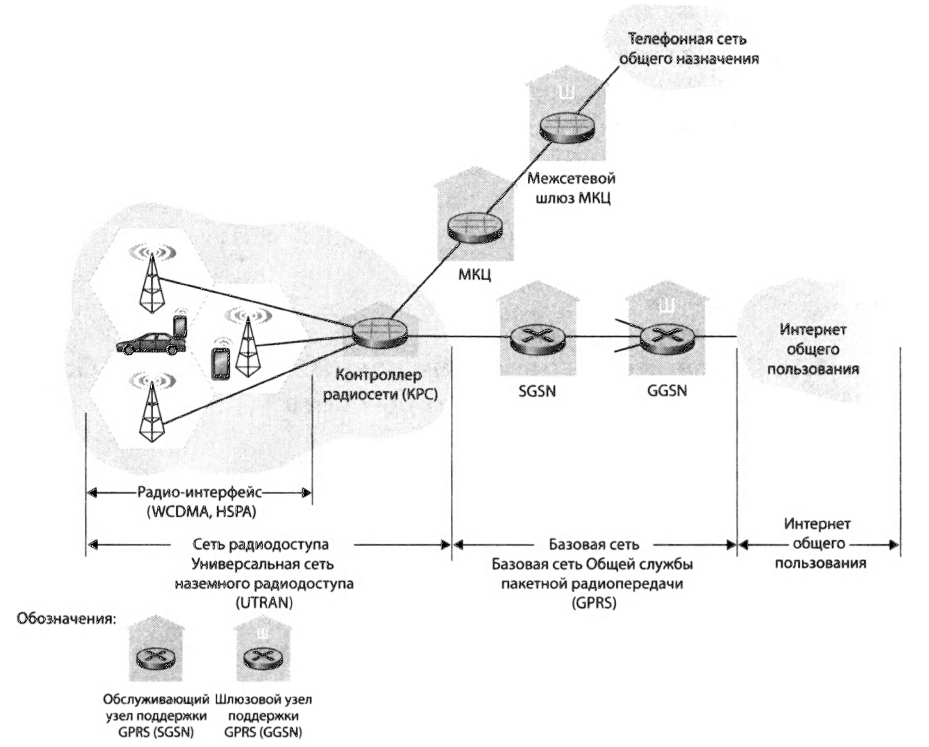 Телефонная сеть
общего назначения
Ш
Межсетевой
шлюз МКЦ
МКЦ
Ш
Интернет
общего
пользования
Контроллер
радиосети (КРС)
SGSN
GGSN
Радио-интерфейс
(WCDMA, HSPA)
Сеть радиодоступа
Универсальная сеть
наземного радиодоступа
(UTRAN)
Базовая сеть
Базовая сеть Общей службы
пакетной радиопередачи
(GPRS)
Интернет
общего
пользования
Обозначения:
Ш
Обслуживающий
узел поддержки
GPRS (SGSN)
Шлюзовой узел
поддержки
GPRS (GGSN)